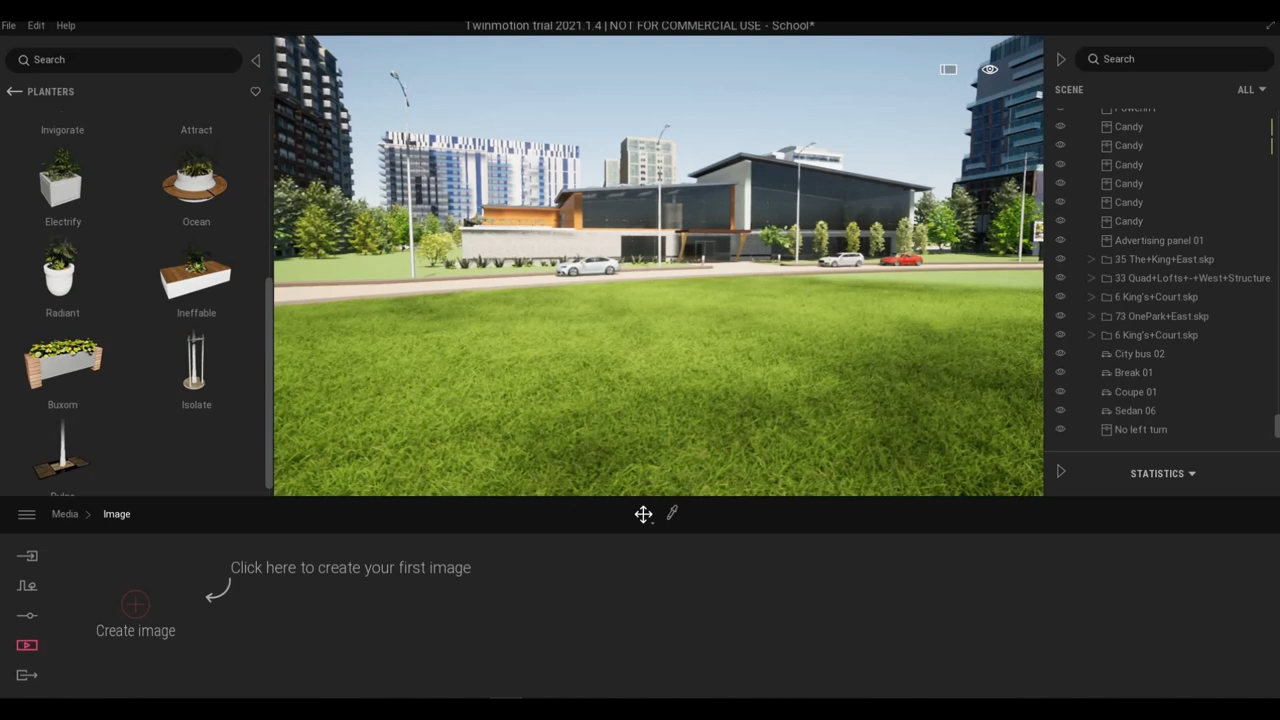 File Edit Help
Twinmotion trial 2021.1.4 | NOT FOR COMMERCIAL USE - School*
Search
PLANTERS
Invigorate Attract
Electrify Ocean
Radiant Ineffable
Buxom Isolate
Search
SCENE ALL
Candy
Candy
Candy
Candy
Candy
Candy
Advertising panel 01
> 35 The+King+East.skp
> 33 Quad+Lofts+-+West+Structure
> 6 King's+Court.skp
> 73 OnePark+East.skp
> 6 King's+Court.skp
City bus 02
Break 01
Coupe 01
Sedan 06
No left turn
STATISTICS
Media > Image
Click here to create your first image
Create image